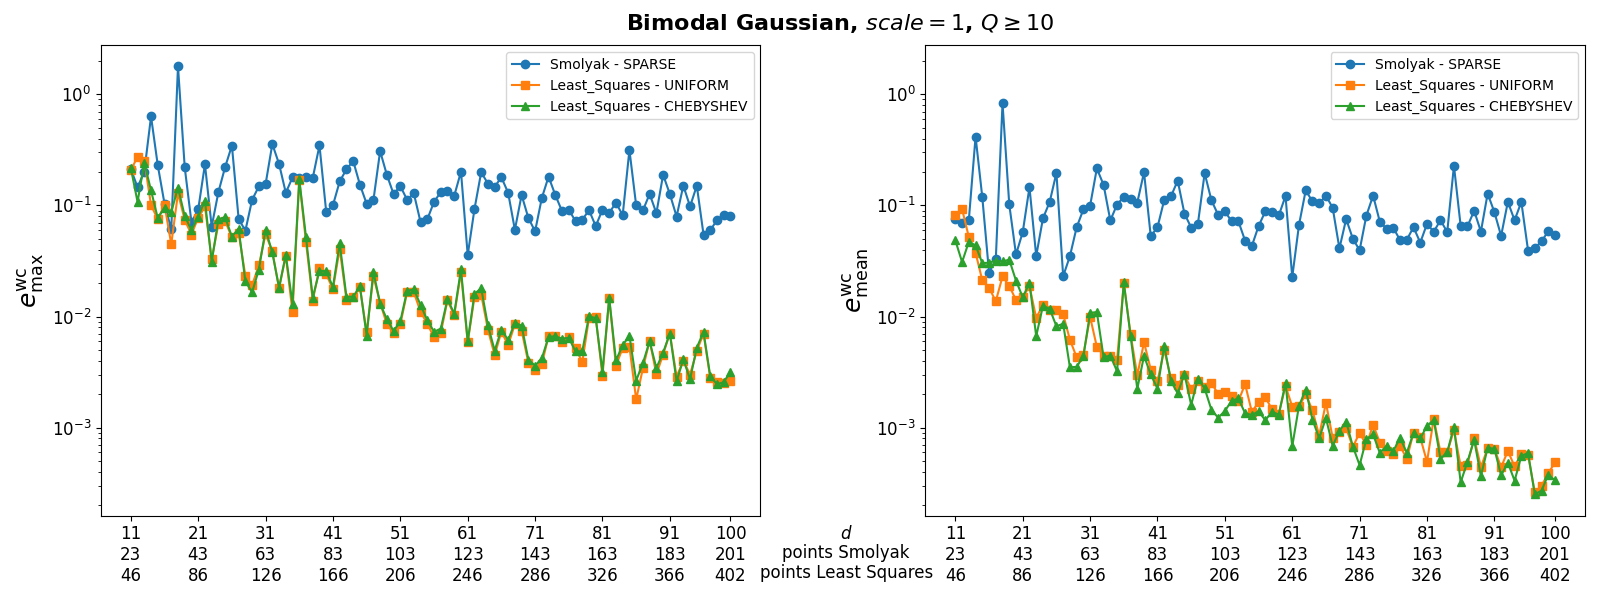 Bimodal Gaussian, scale = 1, Q ≥ 10
Smolyak - SPARSE
Least_Squares - UNIFORM
Least_Squares - CHEBYSHEV
10⁰
10⁻¹
10⁻²
10⁻³
e^wc_max
11 21 31 41 51 61 71 81 91 100
23 43 63 83 103 123 143 163 183 201
46 86 126 166 206 246 286 326 366 402
d
points Smolyak
points Least Squares
Smolyak - SPARSE
Least_Squares - UNIFORM
Least_Squares - CHEBYSHEV
10⁰
10⁻¹
10⁻²
10⁻³
e^wc_mean
11 21 31 41 51 61 71 81 91 100
23 43 63 83 103 123 143 163 183 201
46 86 126 166 206 246 286 326 366 402